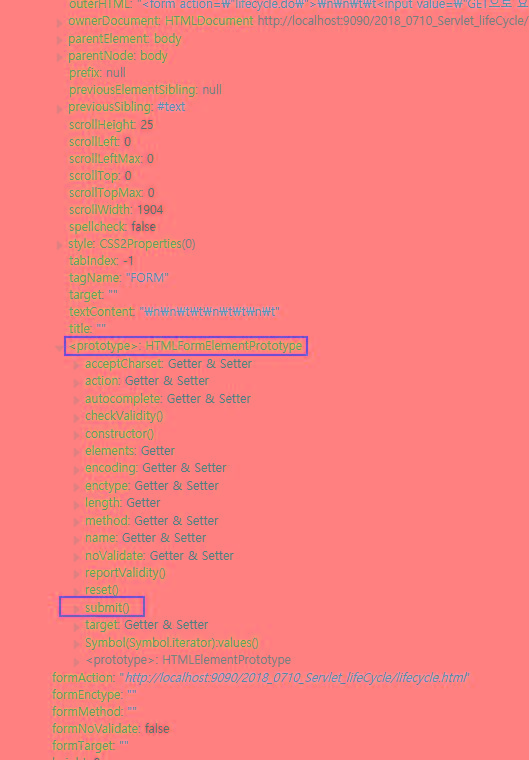 outerHTML: "<form action=₩"lifecycle.do₩">₩n₩n₩t₩t<input value=₩"GET으로 요
ownerDocument: HTMLDocument http://localhost:9090/2018_0710_Servlet_lifeCycle/
parentElement: body
parentNode: body
prefix: null
previousElementSibling: null
previousSibling: #text
scrollHeight: 25
scrollLeft: 0
scrollLeftMax: 0
scrollTop: 0
scrollTopMax: 0
scrollWidth: 1904
spellcheck: false
style: CSS2Properties(0)
tabIndex: -1
tagName: "FORM"
target: ""
textContent: "₩n₩n₩t₩t₩n₩t₩t₩n₩t"
title: ""
<prototype>: HTMLFormElementPrototype
acceptCharset: Getter & Setter
action: Getter & Setter
autocomplete: Getter & Setter
checkValidity()
constructor()
elements: Getter
encoding: Getter & Setter
enctype: Getter & Setter
length: Getter
method: Getter & Setter
name: Getter & Setter
noValidate: Getter & Setter
reportValidity()
reset()
submit()
target: Getter & Setter
Symbol(Symbol.iterator):values()
<prototype>: HTMLElementPrototype
formAction: "http://localhost:9090/2018_0710_Servlet_lifeCycle/lifecycle.html"
formEnctype: ""
formMethod: ""
formNoValidate: false
formTarget: ""